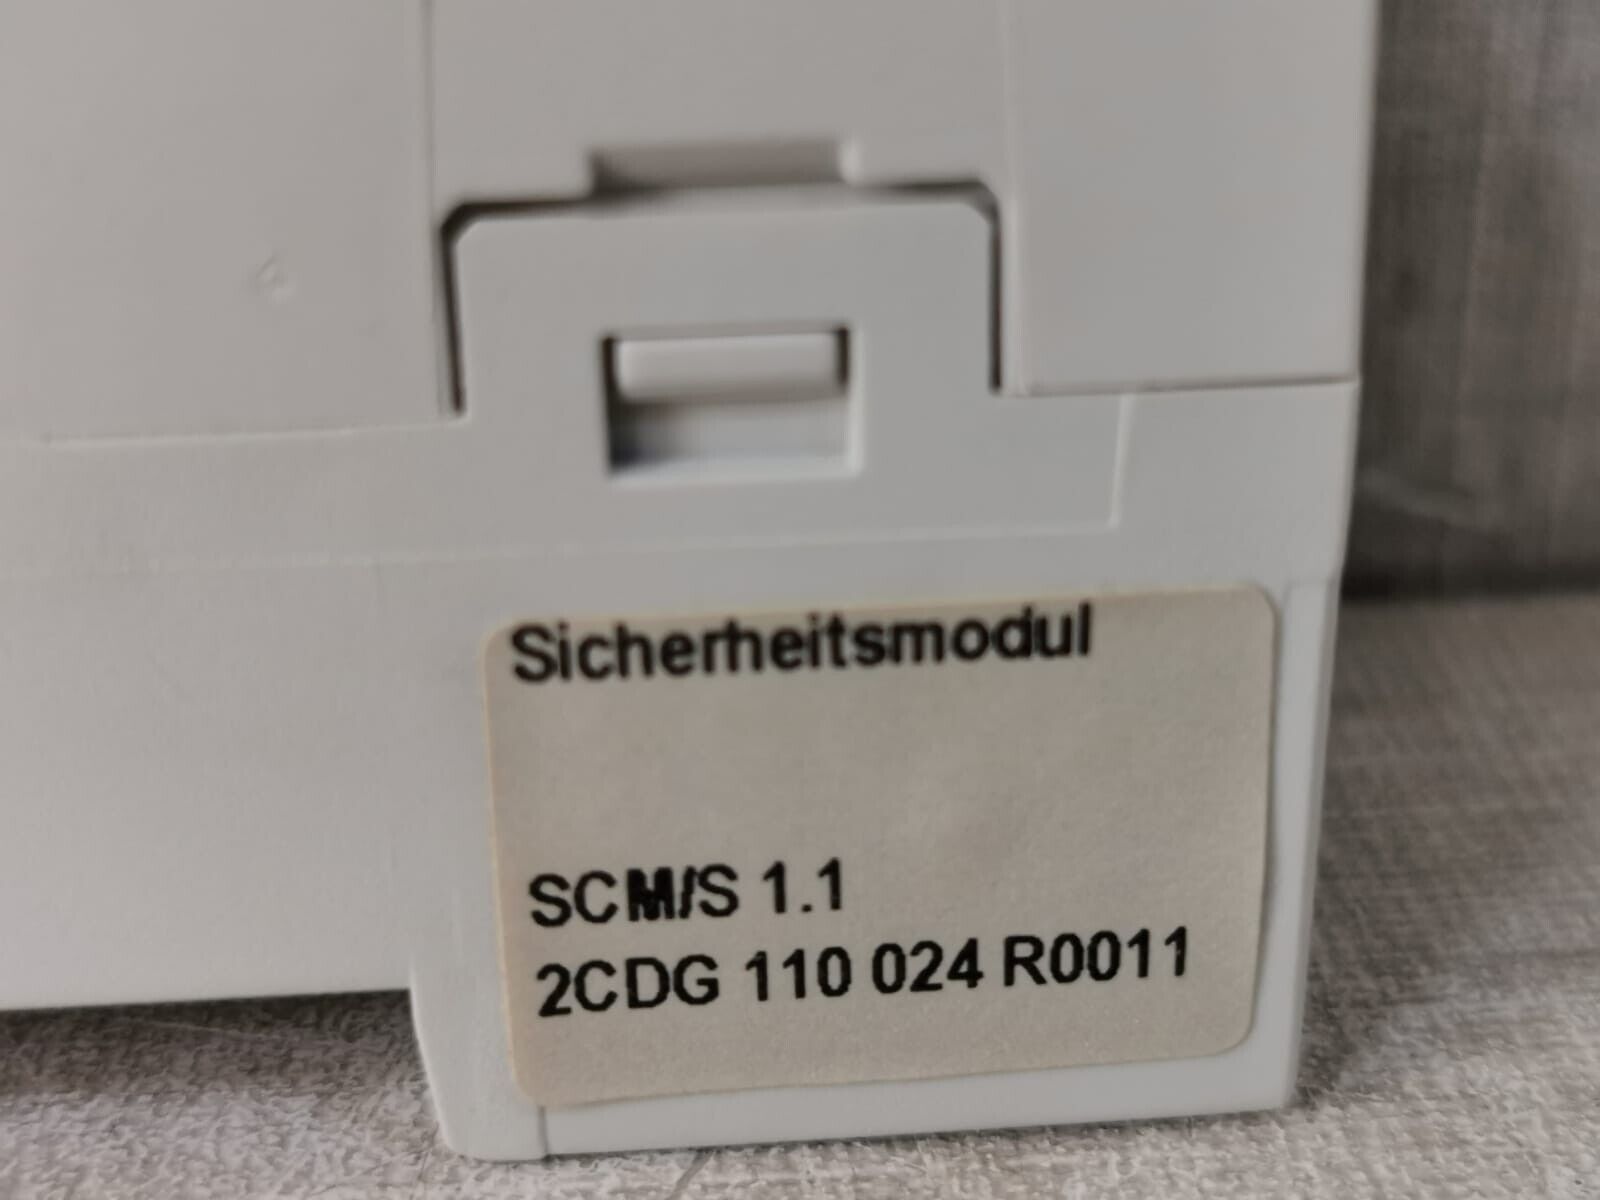 Sicherheitsmodul
SCM/S 1.1
2CDG 110 024 R0011